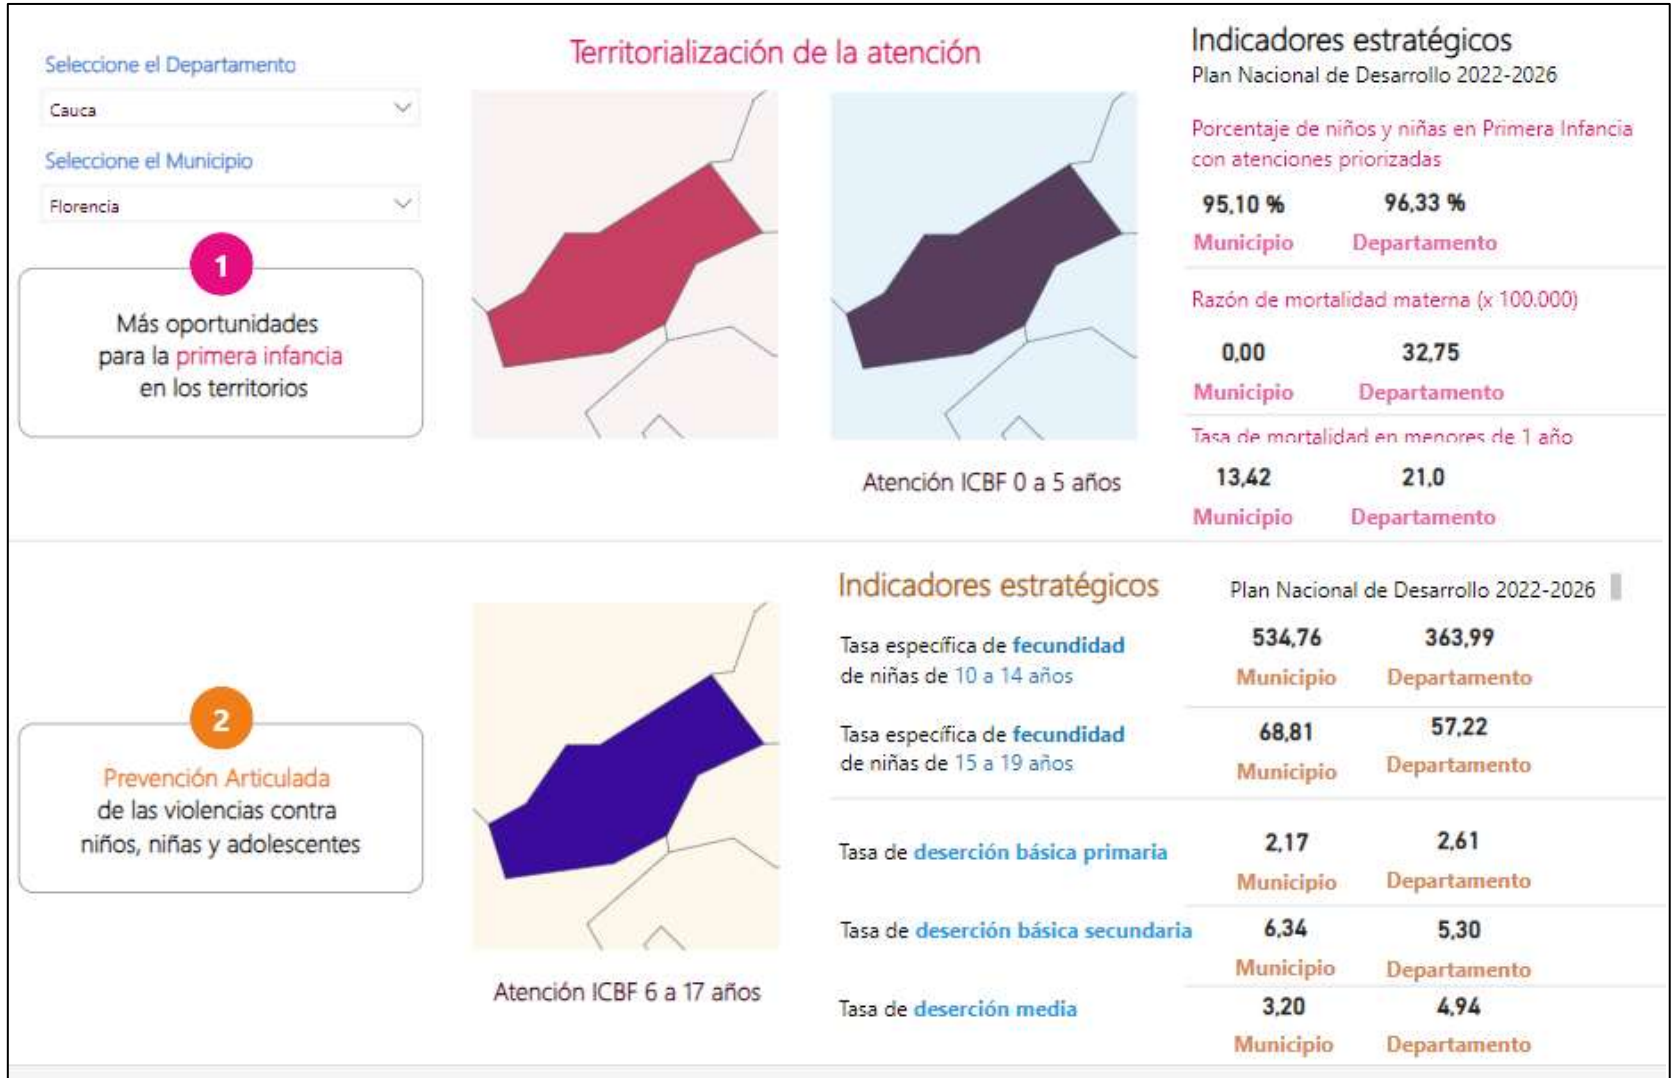 Seleccione el Departamento
Cauca
Seleccione el Municipio
Florencia
1
Más oportunidades
para la primera infancia
en los territorios
Territorialización de la atención
Atención ICBF 0 a 5 años
Indicadores estratégicos
Plan Nacional de Desarrollo 2022-2026
Porcentaje de niños y niñas en Primera Infancia
con atenciones priorizadas
95,10 % 96,33 %
Municipio Departamento
Razón de mortalidad materna (x 100.000)
0,00 32,75
Municipio Departamento
Tasa de mortalidad en menores de 1 año
13,42 21,0
Municipio Departamento
2
Prevención Articulada
de las violencias contra
niños, niñas y adolescentes
Atención ICBF 6 a 17 años
Indicadores estratégicos Plan Nacional de Desarrollo 2022-2026
Tasa específica de fecundidad
de niñas de 10 a 14 años
534,76 363,99
Municipio Departamento
Tasa específica de fecundidad
de niñas de 15 a 19 años
68,81 57,22
Municipio Departamento
Tasa de deserción básica primaria
2,17 2,61
Municipio Departamento
Tasa de deserción básica secundaria
6,34 5,30
Municipio Departamento
Tasa de deserción media
3,20 4,94
Municipio Departamento